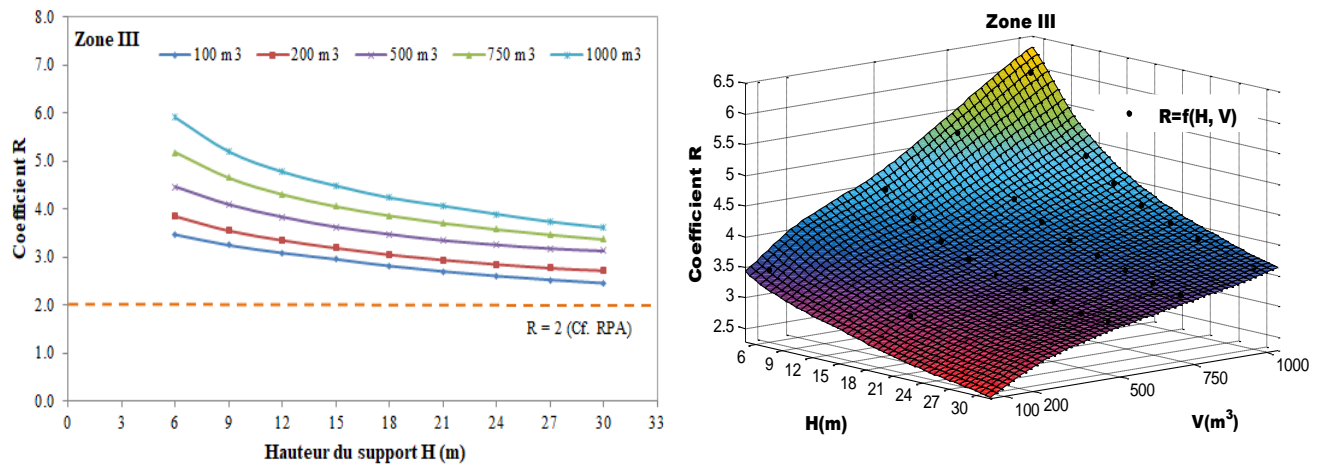 Zone III
100 m3 200 m3 500 m3 750 m3 1000 m3
8.0
7.0
6.0
5.0
4.0
3.0
2.0
1.0
0.0
Coefficient R
R = 2 (Cf. RPA)
0 3 6 9 12 15 18 21 24 27 30 33
Hauteur du support H (m)
Zone III
R=f(H, V)
6.5
6
5.5
5
4.5
4
3.5
3
2.5
Coefficient R
6 9 12 15 18 21 24 27 30
H(m)
100 200 500 750 1000
V(m³)